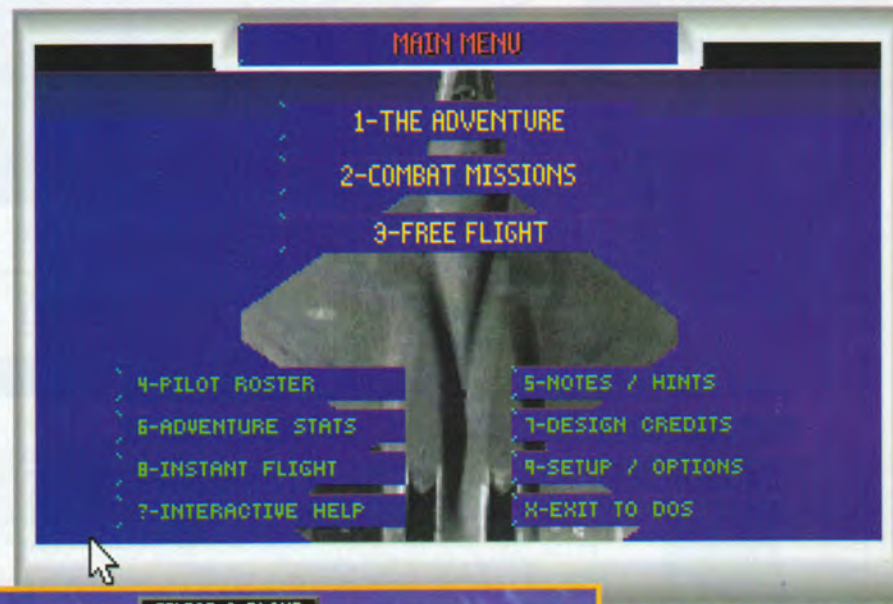 MAIN MENU
1-THE ADVENTURE
2-COMBAT MISSIONS
3-FREE FLIGHT
4-PILOT ROSTER
5-NOTES / HINTS
6-ADVENTURE STATS
7-DESIGN CREDITS
8-INSTANT FLIGHT
9-SETUP / OPTIONS
?-INTERACTIVE HELP
X-EXIT TO DOS